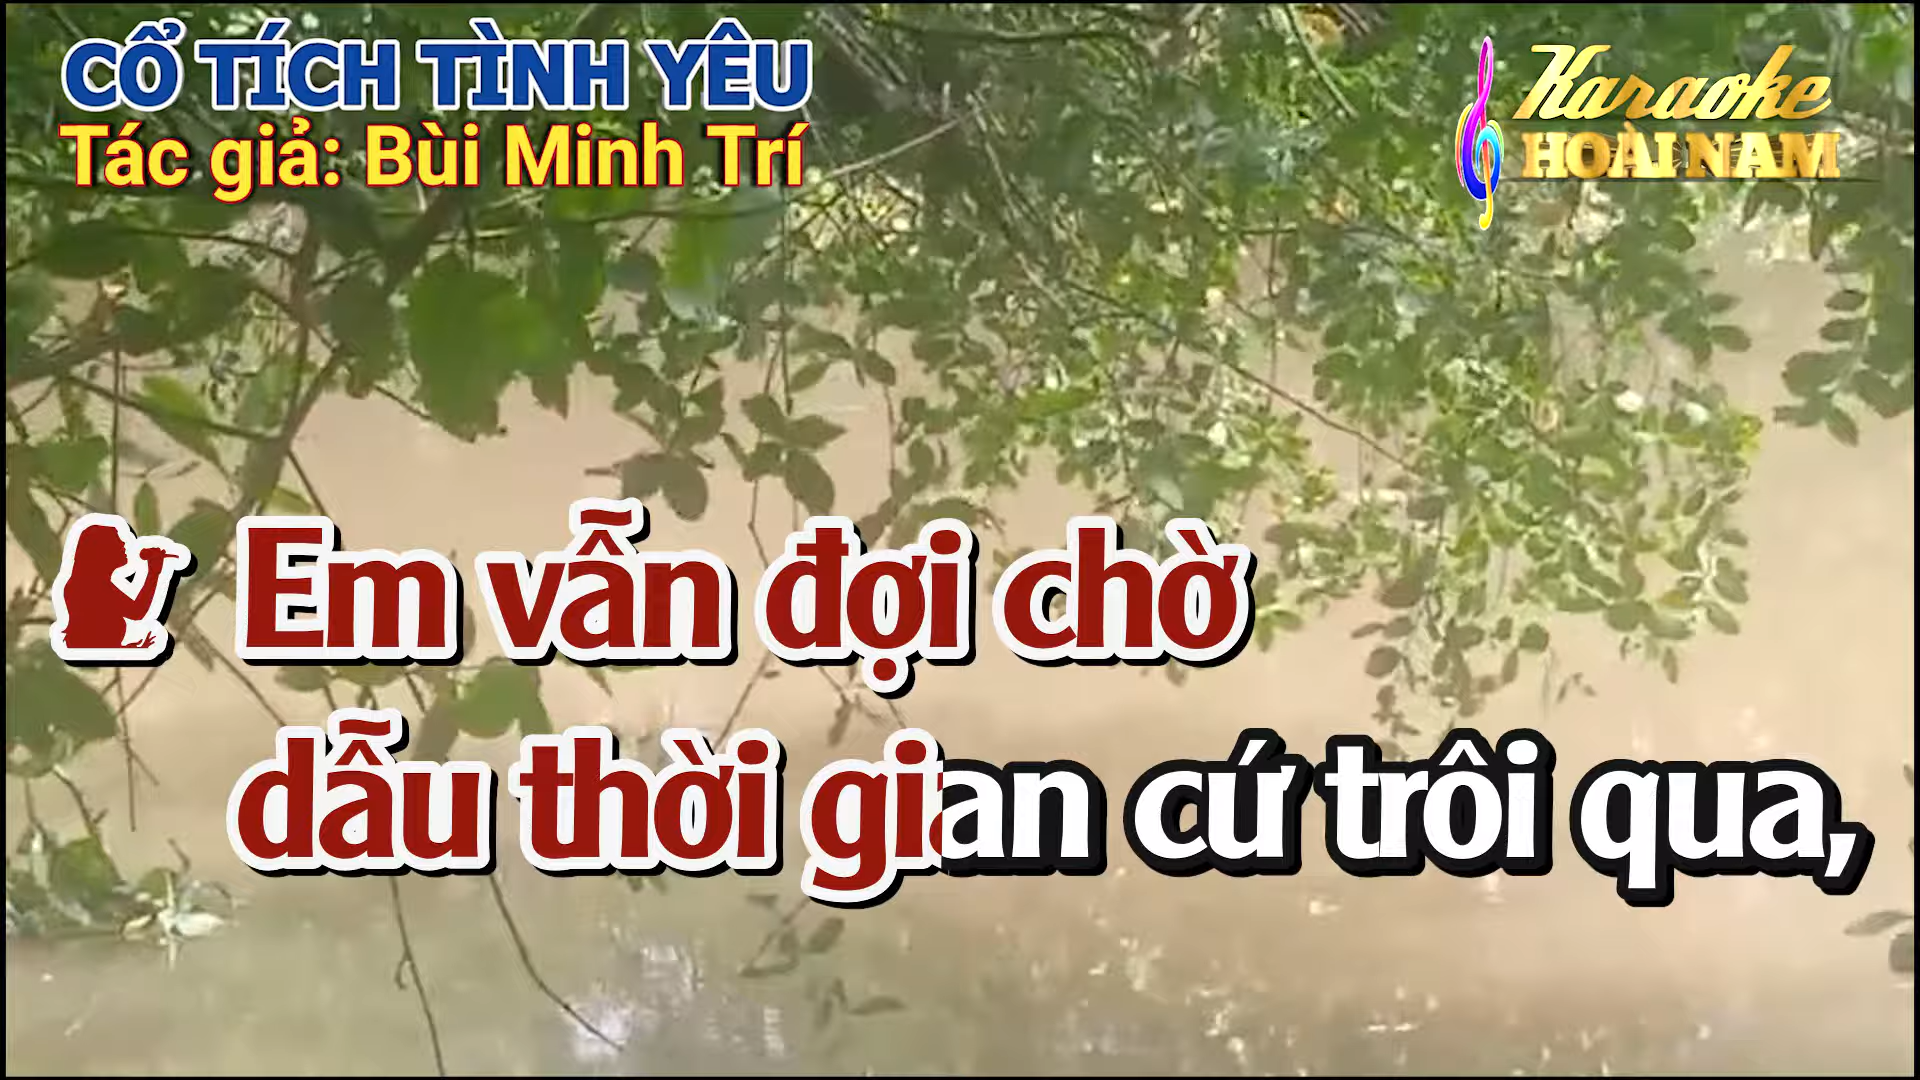 CỔ TÍCH TÌNH YÊU
Tác giả: Bùi Minh Trí
Karaoke
HOÀI NAM
Em vẫn đợi chờ
dẫu thời gian cứ trôi qua,